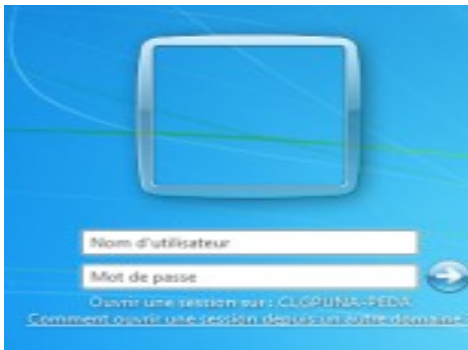 Nom d'utilisateur
Mot de passe
Ouvrir une session sur : CLGPUNA-PEDA
Comment ouvrir une session depuis un autre domaine